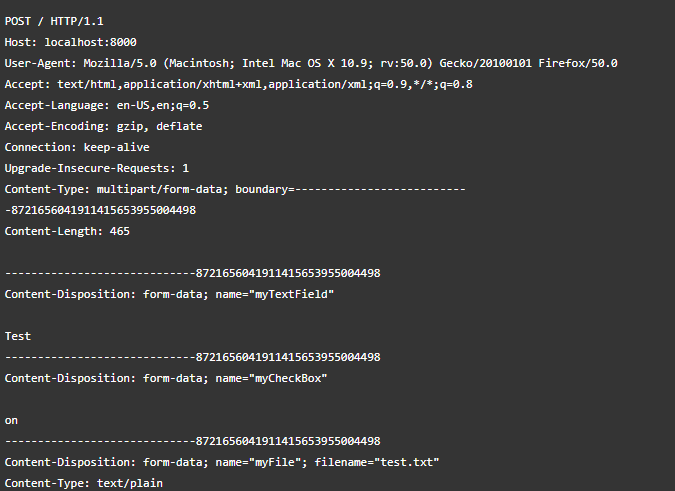 POST / HTTP/1.1
Host: localhost:8000
User-Agent: Mozilla/5.0 (Macintosh; Intel Mac OS X 10.9; rv:50.0) Gecko/20100101 Firefox/50.0
Accept: text/html,application/xhtml+xml,application/xml;q=0.9,*/*;q=0.8
Accept-Language: en-US,en;q=0.5
Accept-Encoding: gzip, deflate
Connection: keep-alive
Upgrade-Insecure-Requests: 1
Content-Type: multipart/form-data; boundary=--------------------------
-8721656041911415653955004498
Content-Length: 465

-----------------------------8721656041911415653955004498
Content-Disposition: form-data; name="myTextField"

Test
-----------------------------8721656041911415653955004498
Content-Disposition: form-data; name="myCheckBox"

on
-----------------------------8721656041911415653955004498
Content-Disposition: form-data; name="myFile"; filename="test.txt"
Content-Type: text/plain